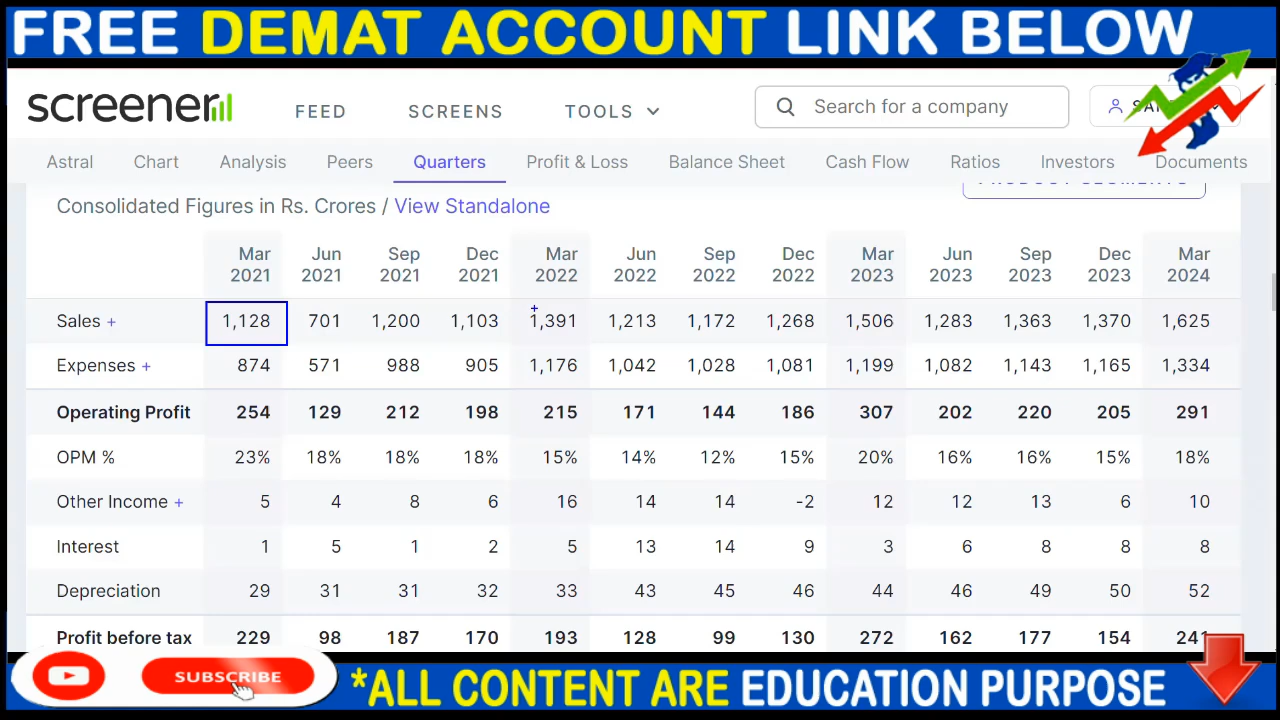 FREE DEMAT ACCOUNT LINK BELOW
screener FEED SCREENS TOOLS Search for a company
Astral Chart Analysis Peers Quarters Profit & Loss Balance Sheet Cash Flow Ratios Investors Documents
Consolidated Figures in Rs. Crores / View Standalone PRODUCT SEGMENTS
Mar 2021 Jun 2021 Sep 2021 Dec 2021 Mar 2022 Jun 2022 Sep 2022 Dec 2022 Mar 2023 Jun 2023 Sep 2023 Dec 2023 Mar 2024
Sales + 1,128 701 1,200 1,103 1,391 1,213 1,172 1,268 1,506 1,283 1,363 1,370 1,625
Expenses + 874 571 988 905 1,176 1,042 1,028 1,081 1,199 1,082 1,143 1,165 1,334
Operating Profit 254 129 212 198 215 171 144 186 307 202 220 205 291
OPM % 23% 18% 18% 18% 15% 14% 12% 15% 20% 16% 16% 15% 18%
Other Income + 5 4 8 6 16 14 14 -2 12 12 13 6 10
Interest 1 5 1 2 5 13 14 9 3 6 8 8 8
Depreciation 29 31 31 32 33 43 45 46 44 46 49 50 52
Profit before tax 229 98 187 170 193 128 99 130 272 162 177 154 241
SUBSCRIBE
*ALL CONTENT ARE EDUCATION PURPOSE